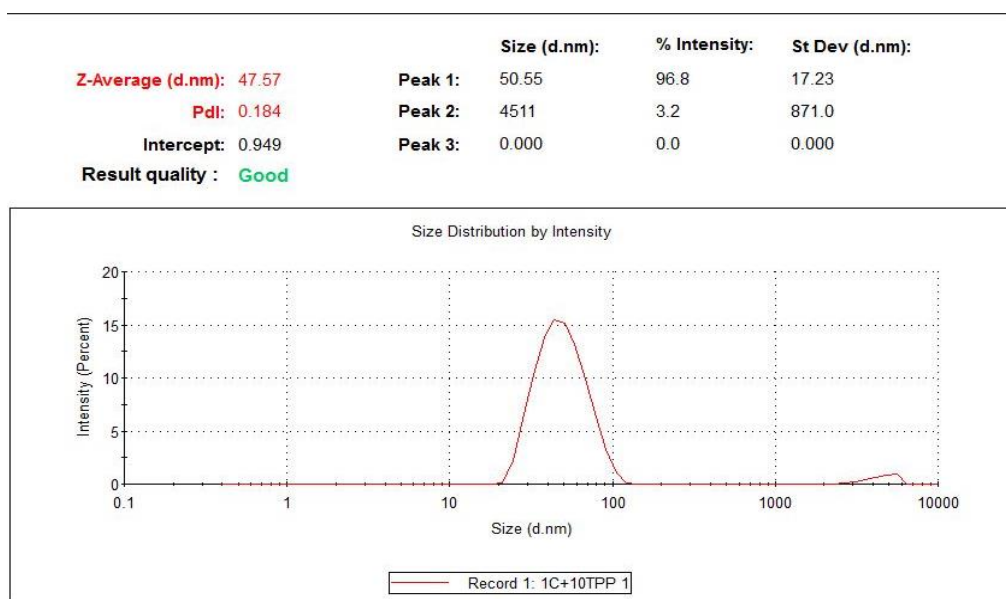 Size (d.nm): % Intensity: St Dev (d.nm):
Z-Average (d.nm): 47.57 Peak 1: 50.55 96.8 17.23
PdI: 0.184 Peak 2: 4511 3.2 871.0
Intercept: 0.949 Peak 3: 0.000 0.0 0.000
Result quality : Good
Size Distribution by Intensity
20
15
10
5
0
Intensity (Percent)
0.1 1 10 100 1000 10000
Size (d.nm)
Record 1: 1C+10TPP 1